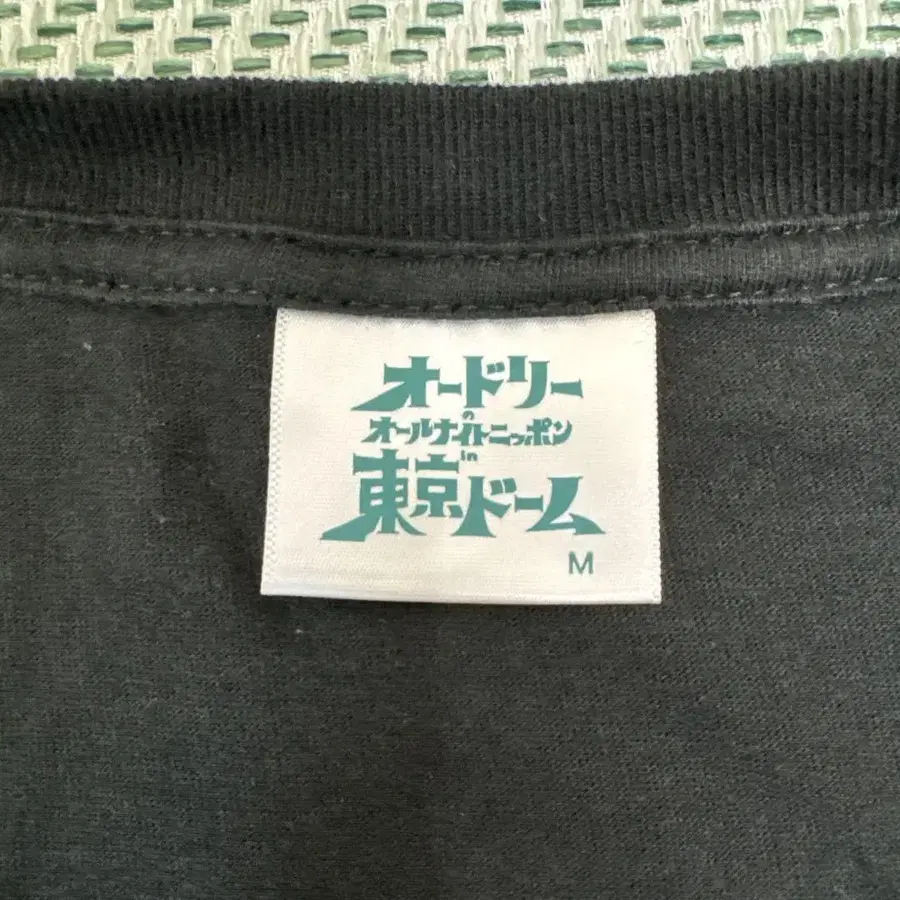 オードリー
の
オールナイトニッポン
in
東京ドーム
M